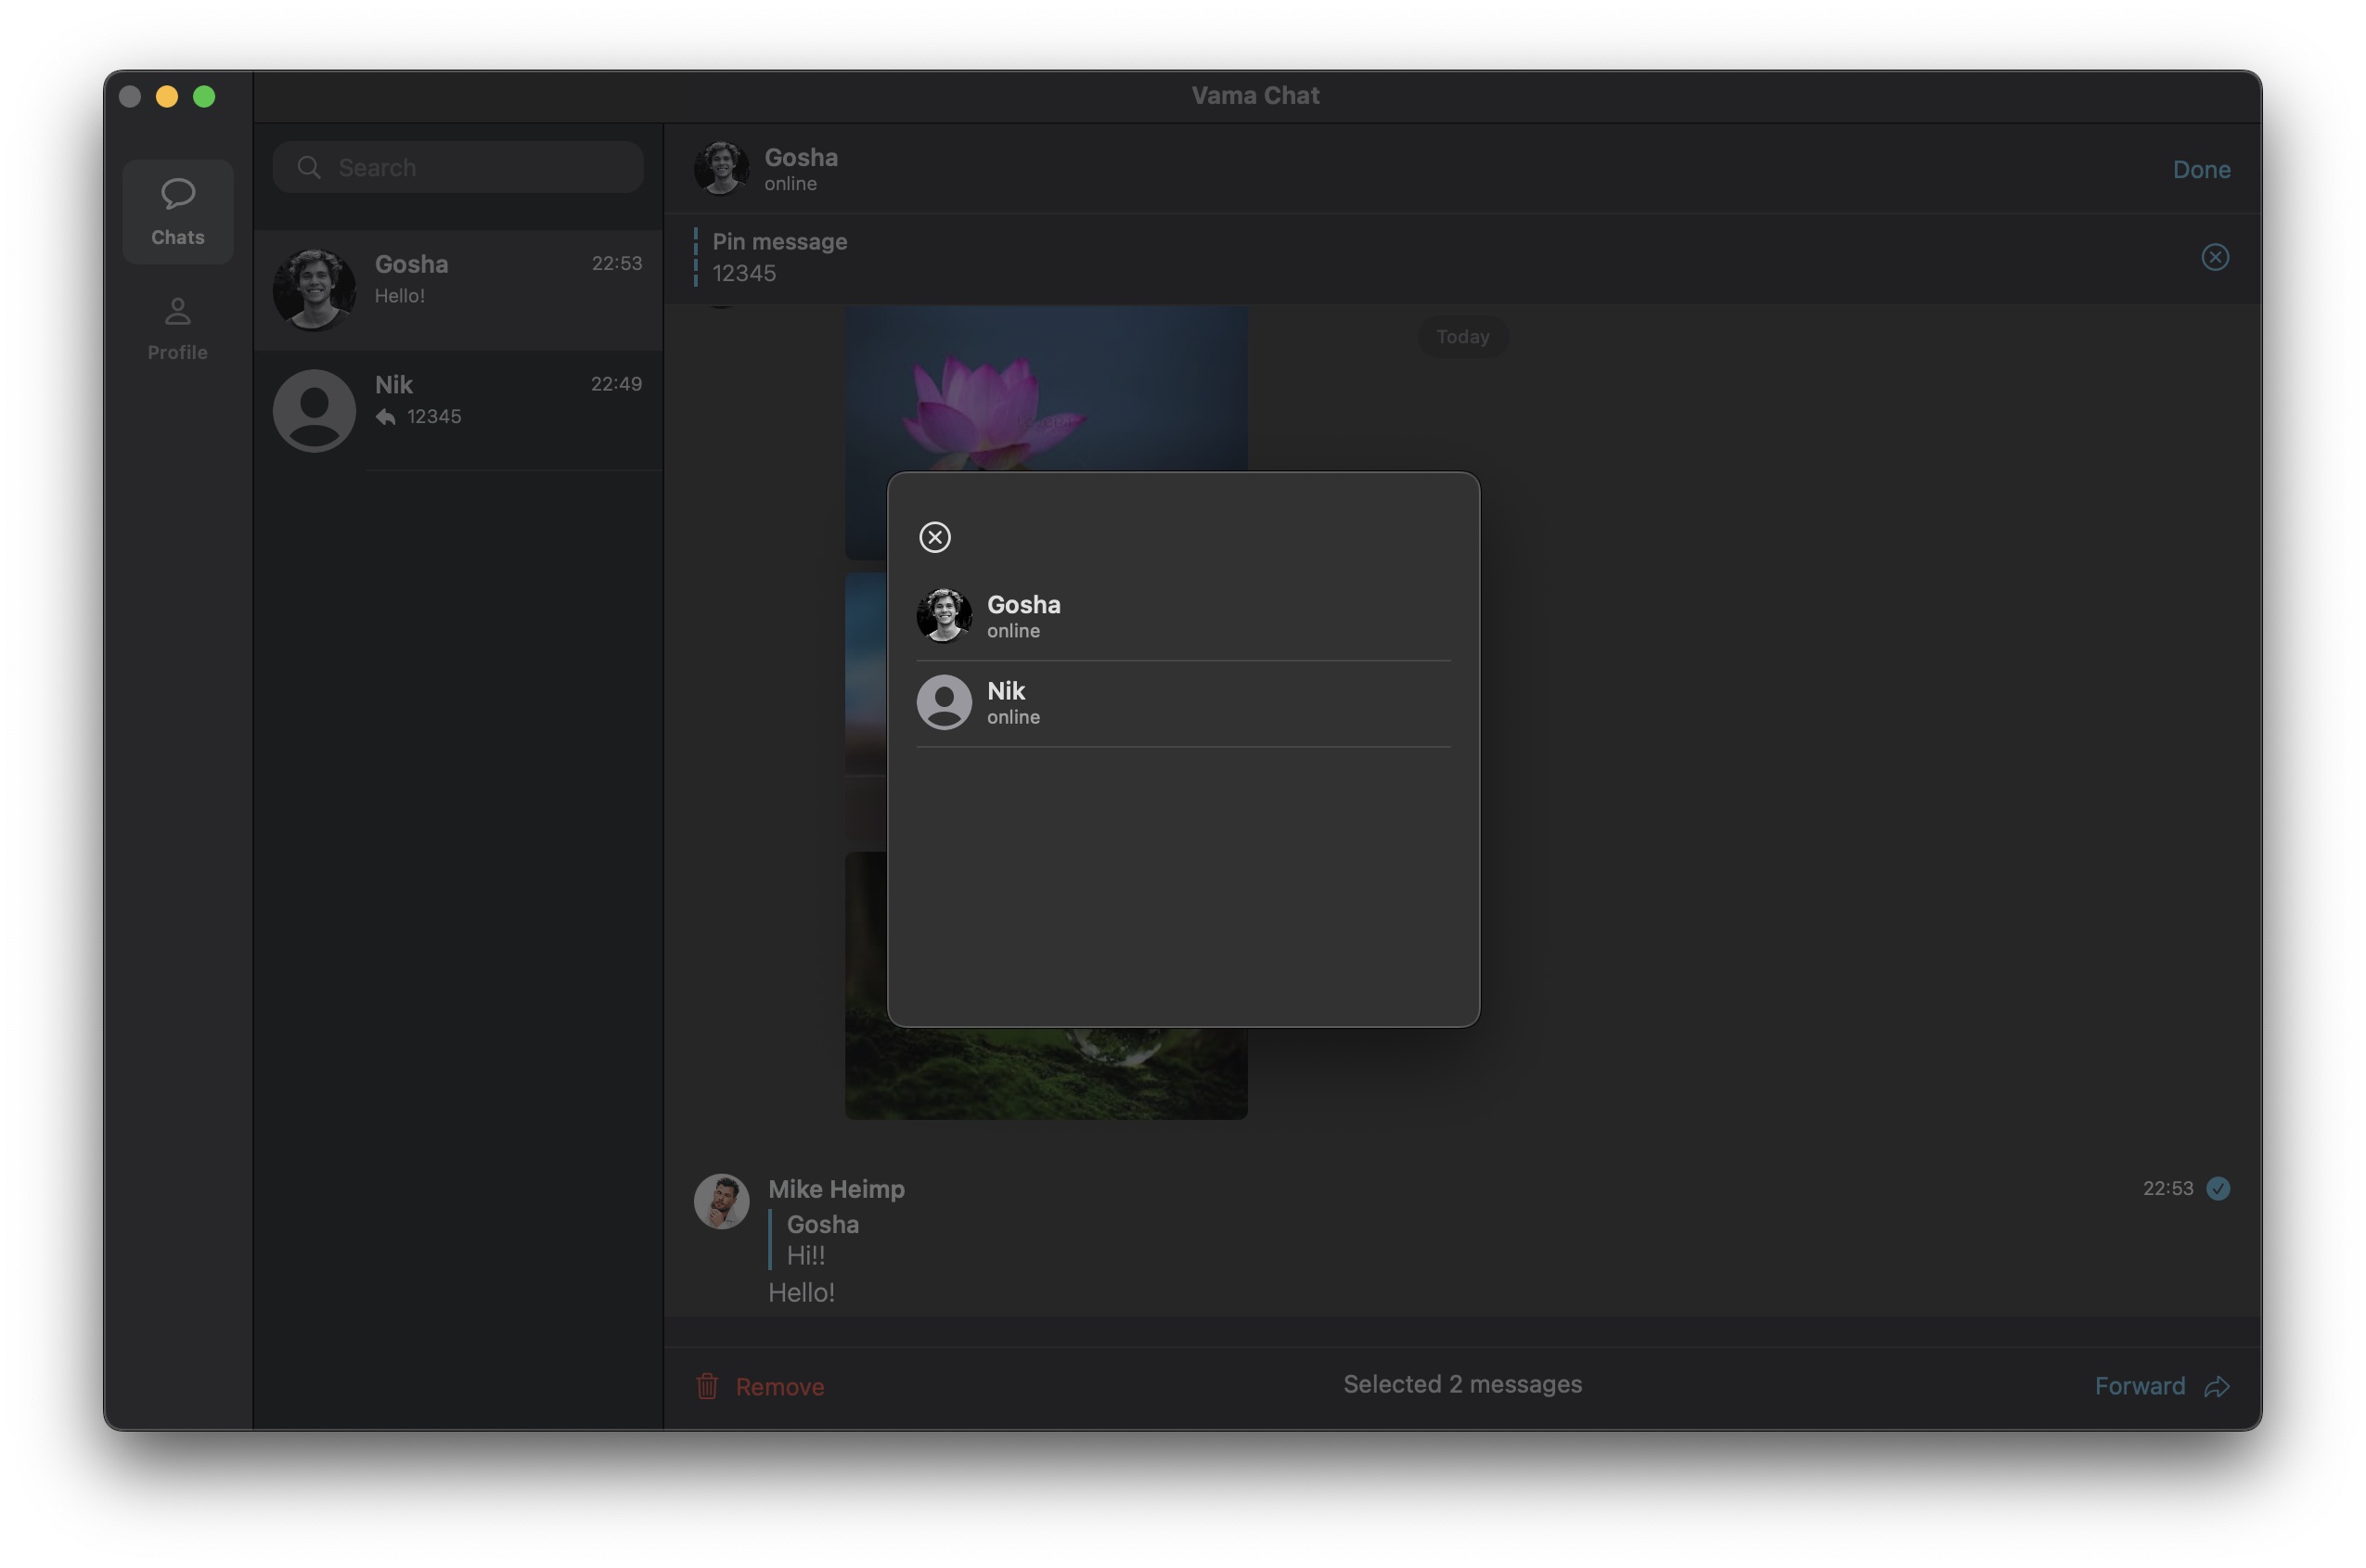 Vama Chat
Chats
Profile
Search
Gosha
22:53
Hello!
Nik
22:49
12345
Gosha
online
Done
Pin message
12345
Today
Gosha
online
Nik
online
Mike Heimp
22:53
Gosha
Hi!!
Hello!
Remove
Selected 2 messages
Forward